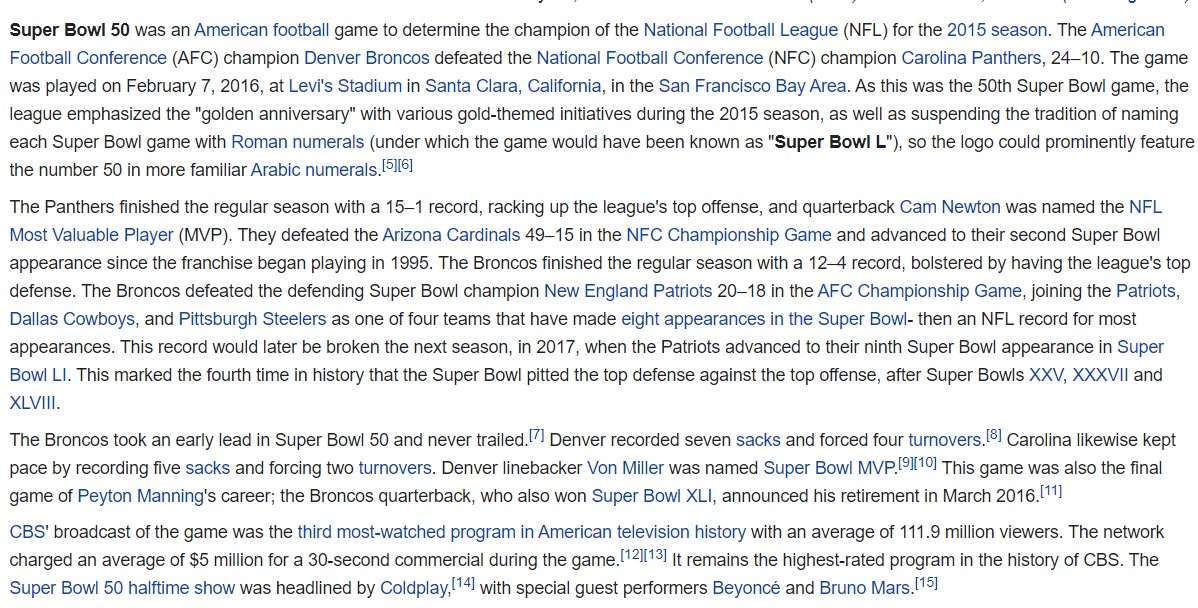 Super Bowl 50 was an American football game to determine the champion of the National Football League (NFL) for the 2015 season. The American
Football Conference (AFC) champion Denver Broncos defeated the National Football Conference (NFC) champion Carolina Panthers, 24–10. The game
was played on February 7, 2016, at Levi's Stadium in Santa Clara, California, in the San Francisco Bay Area. As this was the 50th Super Bowl game, the
league emphasized the "golden anniversary" with various gold-themed initiatives during the 2015 season, as well as suspending the tradition of naming
each Super Bowl game with Roman numerals (under which the game would have been known as "Super Bowl L"), so the logo could prominently feature
the number 50 in more familiar Arabic numerals.[5][6]
The Panthers finished the regular season with a 15–1 record, racking up the league's top offense, and quarterback Cam Newton was named the NFL
Most Valuable Player (MVP). They defeated the Arizona Cardinals 49–15 in the NFC Championship Game and advanced to their second Super Bowl
appearance since the franchise began playing in 1995. The Broncos finished the regular season with a 12–4 record, bolstered by having the league's top
defense. The Broncos defeated the defending Super Bowl champion New England Patriots 20–18 in the AFC Championship Game, joining the Patriots,
Dallas Cowboys, and Pittsburgh Steelers as one of four teams that have made eight appearances in the Super Bowl- then an NFL record for most
appearances. This record would later be broken the next season, in 2017, when the Patriots advanced to their ninth Super Bowl appearance in Super
Bowl LI. This marked the fourth time in history that the Super Bowl pitted the top defense against the top offense, after Super Bowls XXV, XXXVII and
XLVIII.
The Broncos took an early lead in Super Bowl 50 and never trailed.[7] Denver recorded seven sacks and forced four turnovers.[8] Carolina likewise kept
pace by recording five sacks and forcing two turnovers. Denver linebacker Von Miller was named Super Bowl MVP.[9][10] This game was also the final
game of Peyton Manning's career; the Broncos quarterback, who also won Super Bowl XLI, announced his retirement in March 2016.[11]
CBS' broadcast of the game was the third most-watched program in American television history with an average of 111.9 million viewers. The network
charged an average of $5 million for a 30-second commercial during the game.[12][13] It remains the highest-rated program in the history of CBS. The
Super Bowl 50 halftime show was headlined by Coldplay,[14] with special guest performers Beyoncé and Bruno Mars.[15]